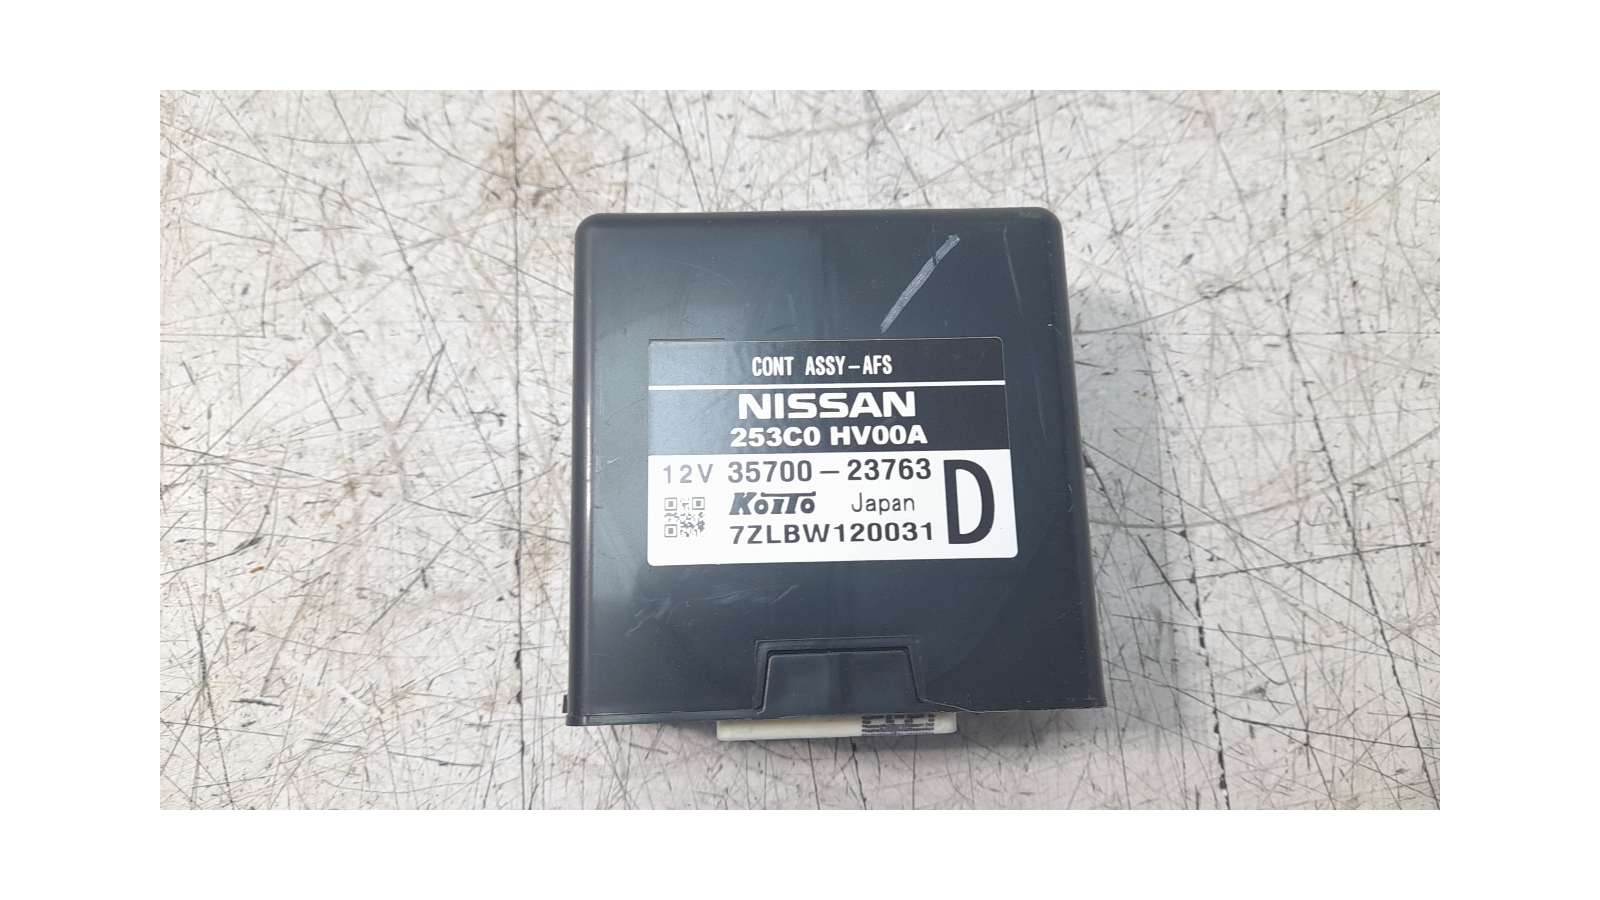 CONT ASSY-AFS
NISSAN
253C0 HV00A
12V 35700-23763 D
KOITO Japan
7ZLBW120031